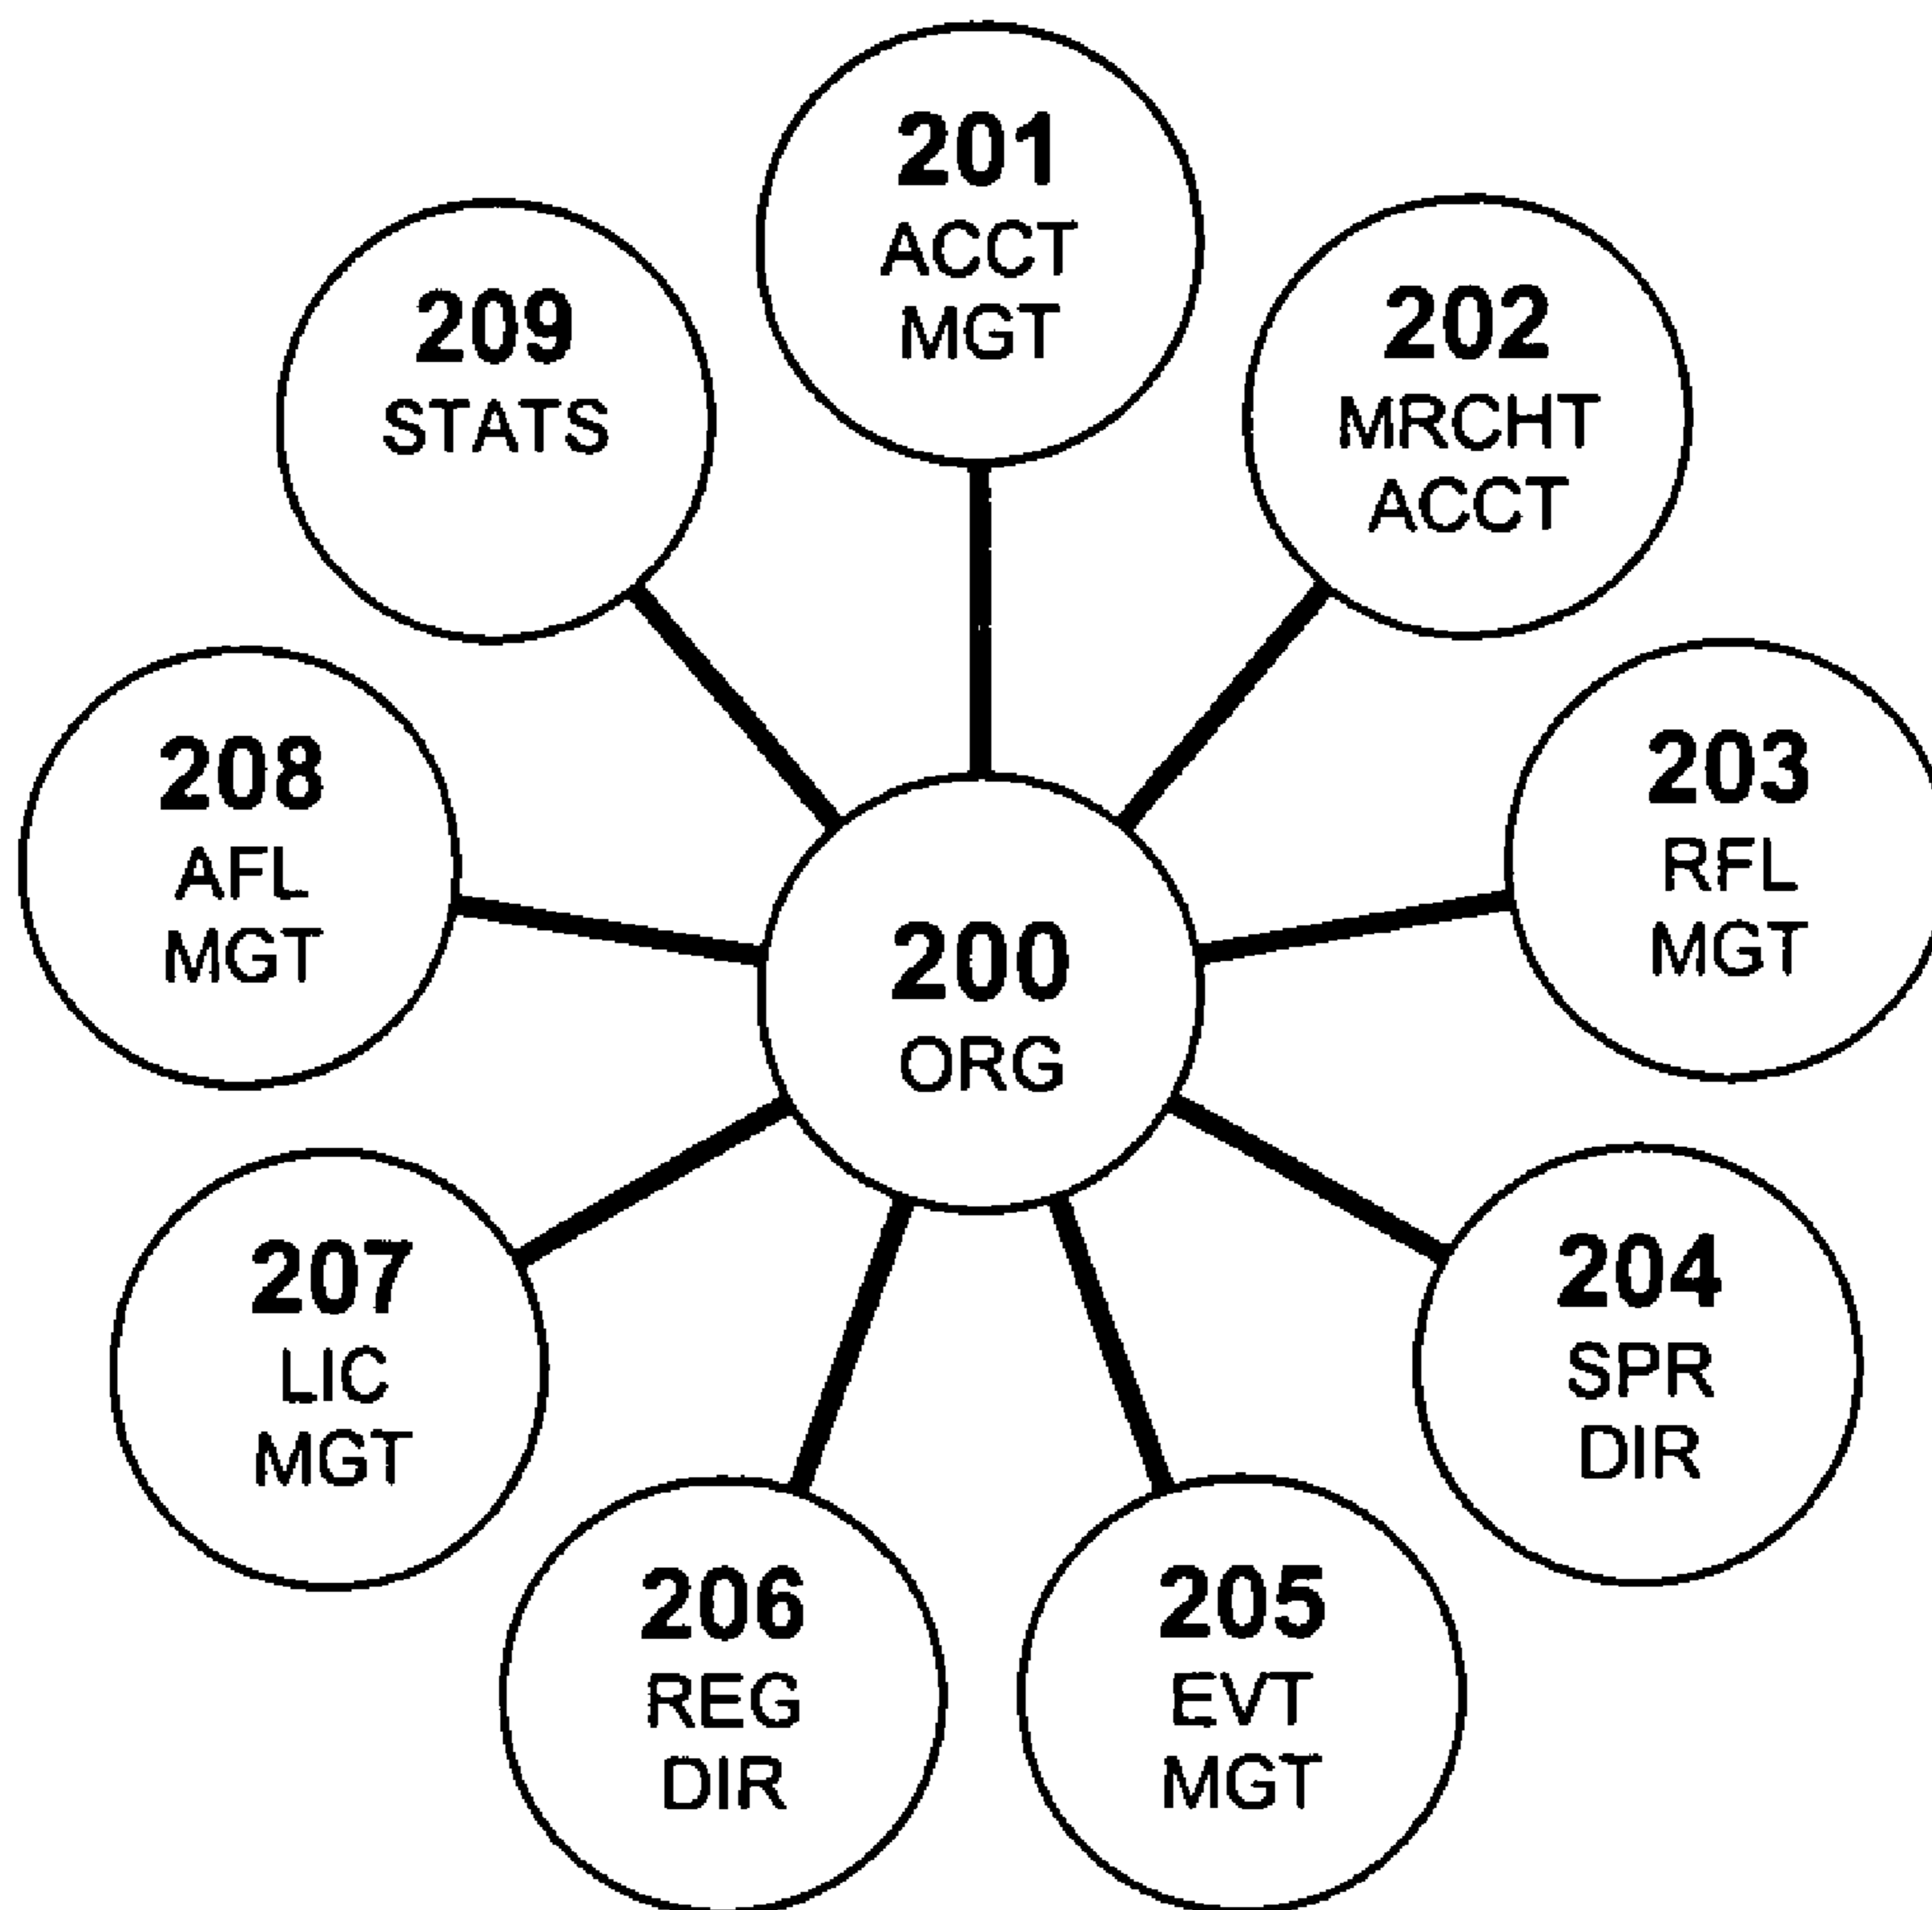 201
ACCT
MGT
202
MRCHT
ACCT
209
STATS
203
RFL
MGT
208
AFL
MGT
200
ORG
204
SPR
DIR
207
LIC
MGT
206
REG
DIR
205
EVT
MGT